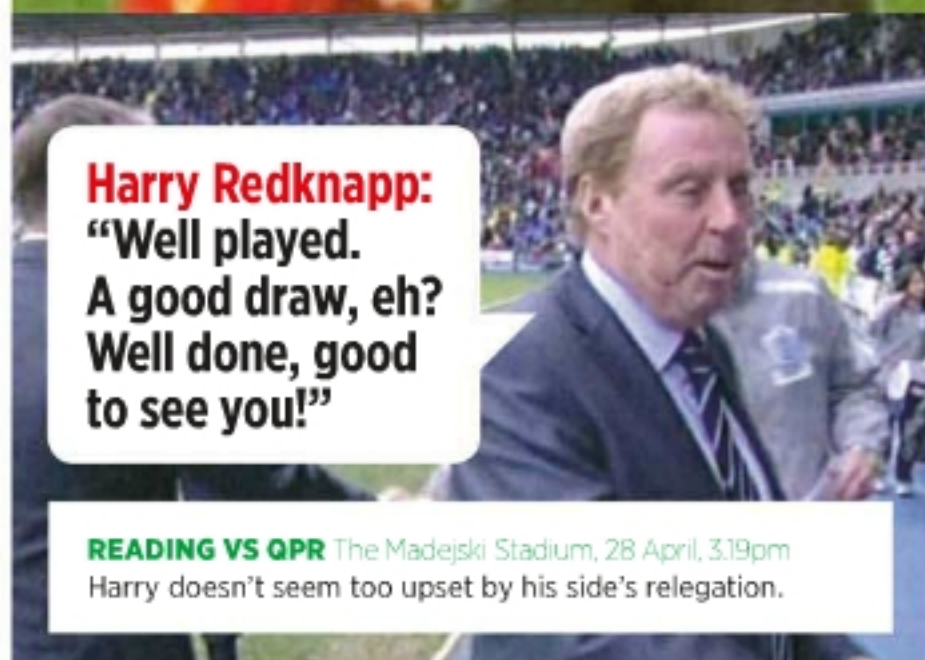 Harry Redknapp:
“Well played.
A good draw, eh?
Well done, good
to see you!”
READING VS QPR The Madejski Stadium, 28 April, 3.19pm
Harry doesn’t seem too upset by his side’s relegation.